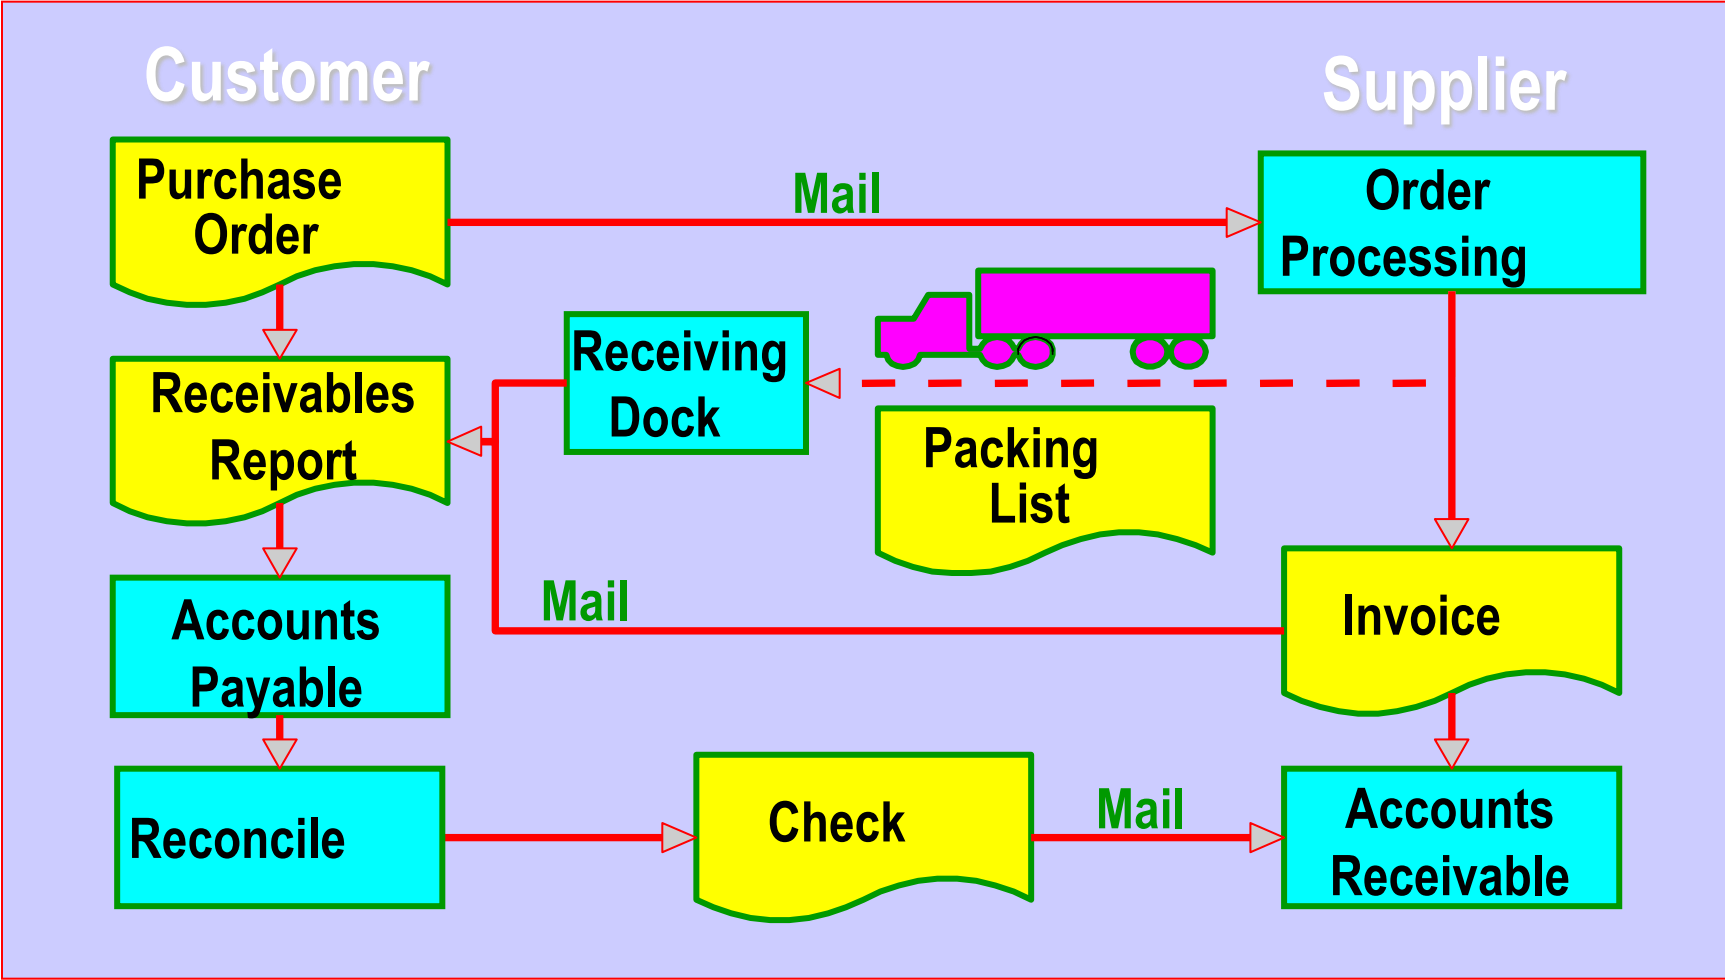 Customer
Supplier
Purchase
Order
Mail
Order
Processing
Receiving
Dock
Receivables
Report
Packing
List
Mail
Invoice
Accounts
Payable
Reconcile
Check
Mail
Accounts
Receivable